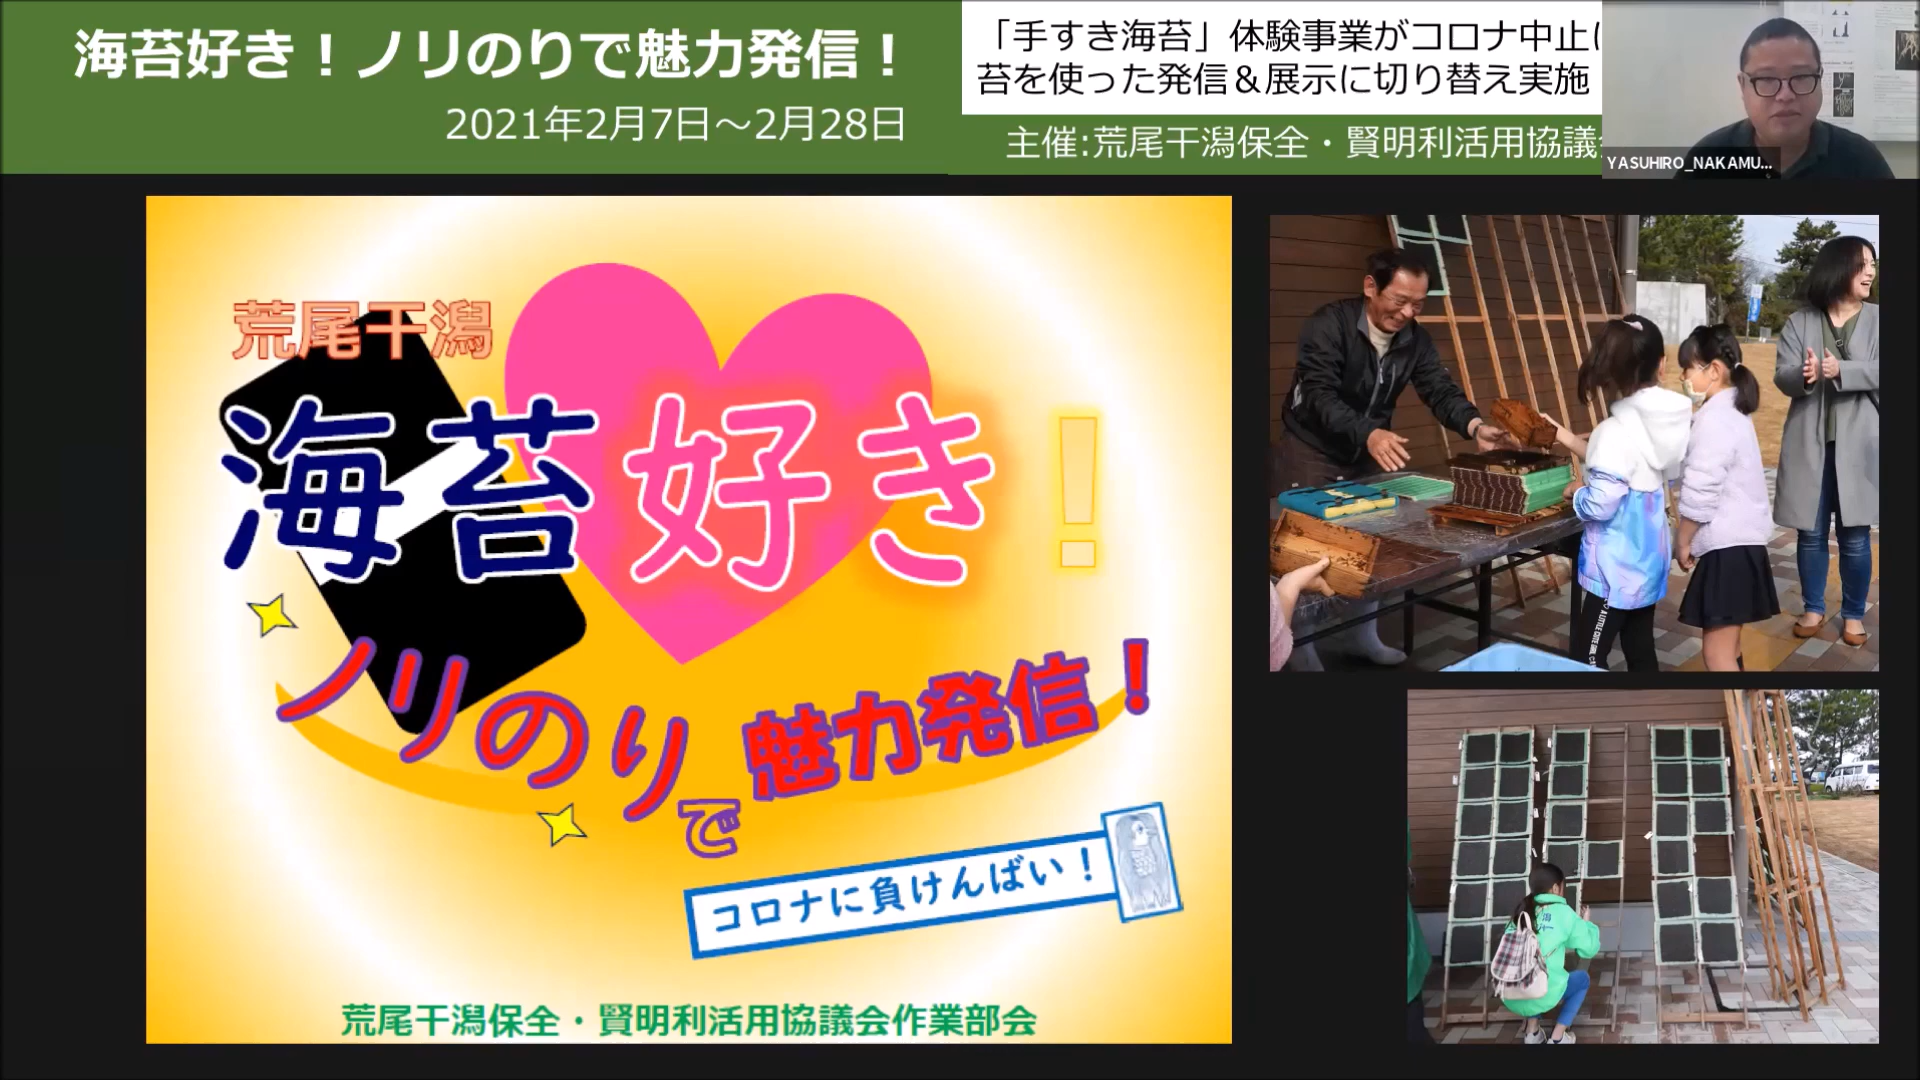 海苔好き！ノリのりで魅力発信！
2021年2月7日～2月28日
「手すき海苔」体験事業がコロナ中止
苔を使った発信＆展示に切り替え実施
主催:荒尾干潟保全・賢明利活用協議
YASUHIRO_NAKAMU...
荒尾干潟
海苔好き！
ノリのりで魅力発信！
コロナに負けんばい！
荒尾干潟保全・賢明利活用協議会作業部会